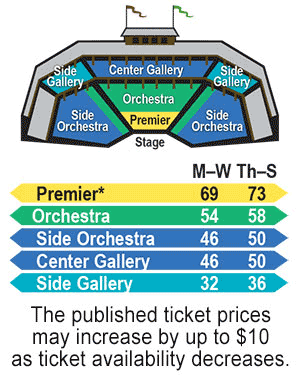 Side
Gallery
Center Gallery
Side
Gallery
Orchestra
Side
Orchestra
Premier
Side
Orchestra
Stage
M–W Th–S
Premier* 69 73
Orchestra 54 58
Side Orchestra 46 50
Center Gallery 46 50
Side Gallery 32 36
The published ticket prices
may increase by up to $10
as ticket availability decreases.